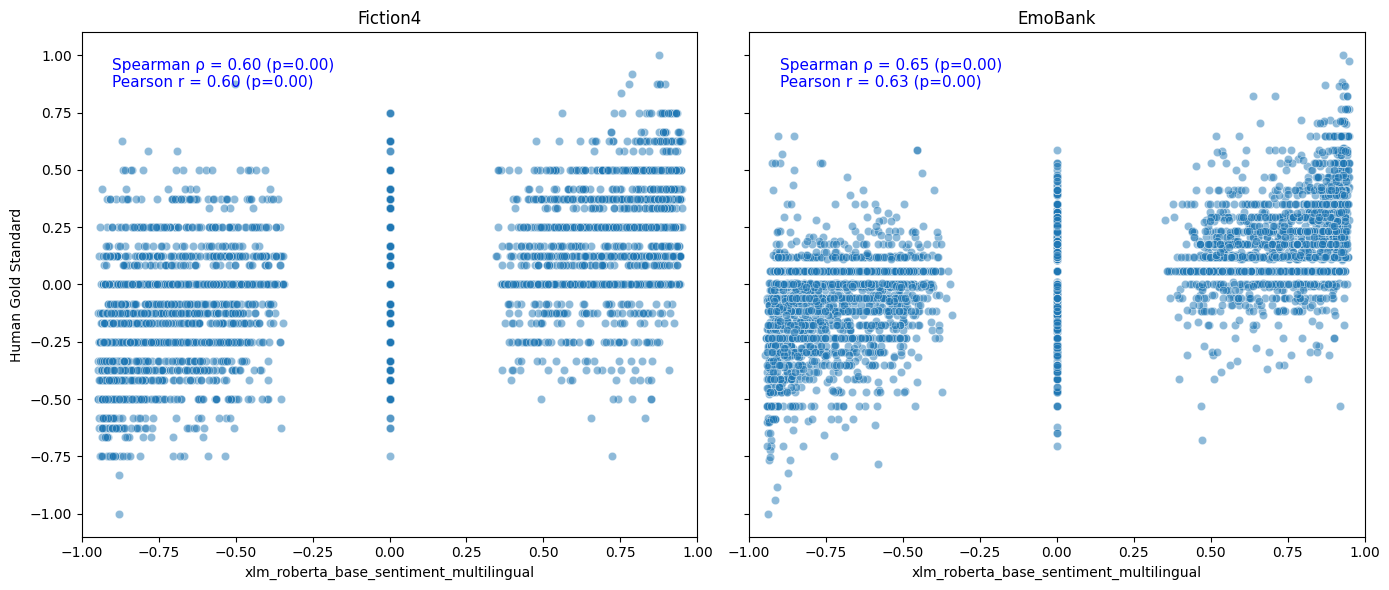 Fiction4
EmoBank
Spearman ρ = 0.60 (p=0.00)
Pearson r = 0.60 (p=0.00)
Spearman ρ = 0.65 (p=0.00)
Pearson r = 0.63 (p=0.00)
Human Gold Standard
1.00
0.75
0.50
0.25
0.00
−0.25
−0.50
−0.75
−1.00
−1.00 −0.75 −0.50 −0.25 0.00 0.25 0.50 0.75 1.00
−1.00 −0.75 −0.50 −0.25 0.00 0.25 0.50 0.75 1.00
xlm_roberta_base_sentiment_multilingual
xlm_roberta_base_sentiment_multilingual